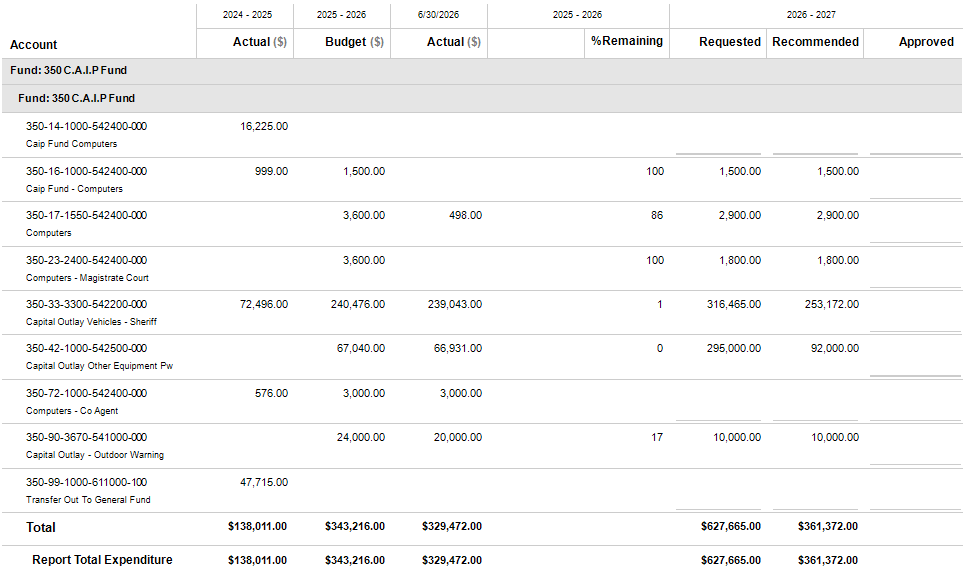 2024 - 2025 2025 - 2026 6/30/2026 2025 - 2026 2026 - 2027
Account Actual ($) Budget ($) Actual ($) %Remaining Requested Recommended Approved
Fund: 350 C.A.I.P Fund
Fund: 350 C.A.I.P Fund
350-14-1000-542400-000 16,225.00
Caip Fund Computers
350-16-1000-542400-000 999.00 1,500.00 100 1,500.00 1,500.00
Caip Fund - Computers
350-17-1550-542400-000 3,600.00 498.00 86 2,900.00 2,900.00
Computers
350-23-2400-542400-000 3,600.00 100 1,800.00 1,800.00
Computers - Magistrate Court
350-33-3300-542200-000 72,496.00 240,476.00 239,043.00 1 316,465.00 253,172.00
Capital Outlay Vehicles - Sheriff
350-42-1000-542500-000 67,040.00 66,931.00 0 295,000.00 92,000.00
Capital Outlay Other Equipment Pw
350-72-1000-542400-000 576.00 3,000.00 3,000.00
Computers - Co Agent
350-90-3670-541000-000 24,000.00 20,000.00 17 10,000.00 10,000.00
Capital Outlay - Outdoor Warning
350-99-1000-611000-100 47,715.00
Transfer Out To General Fund
Total $138,011.00 $343,216.00 $329,472.00 $627,665.00 $361,372.00
Report Total Expenditure $138,011.00 $343,216.00 $329,472.00 $627,665.00 $361,372.00